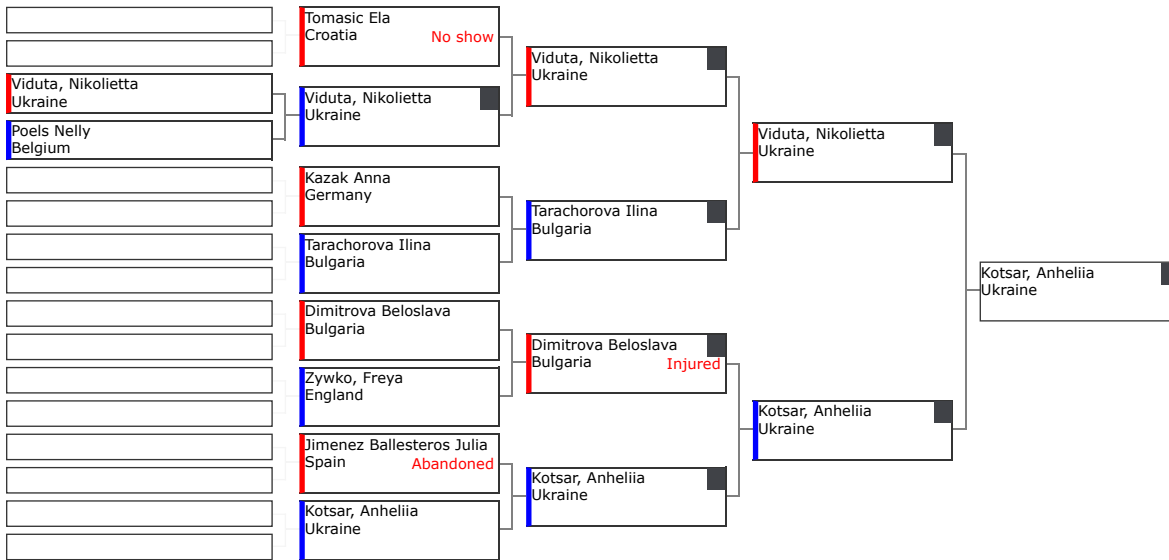 Viduta, Nikolietta
Ukraine
Poels Nelly
Belgium
Tomasic Ela
Croatia
No show
Viduta, Nikolietta
Ukraine
Kazak Anna
Germany
Tarachorova Ilina
Bulgaria
Dimitrova Beloslava
Bulgaria
Zywko, Freya
England
Jimenez Ballesteros Julia
Spain
Abandoned
Kotsar, Anheliia
Ukraine
Viduta, Nikolietta
Ukraine
Tarachorova Ilina
Bulgaria
Dimitrova Beloslava
Bulgaria
Injured
Kotsar, Anheliia
Ukraine
Viduta, Nikolietta
Ukraine
Kotsar, Anheliia
Ukraine
Kotsar, Anheliia
Ukraine